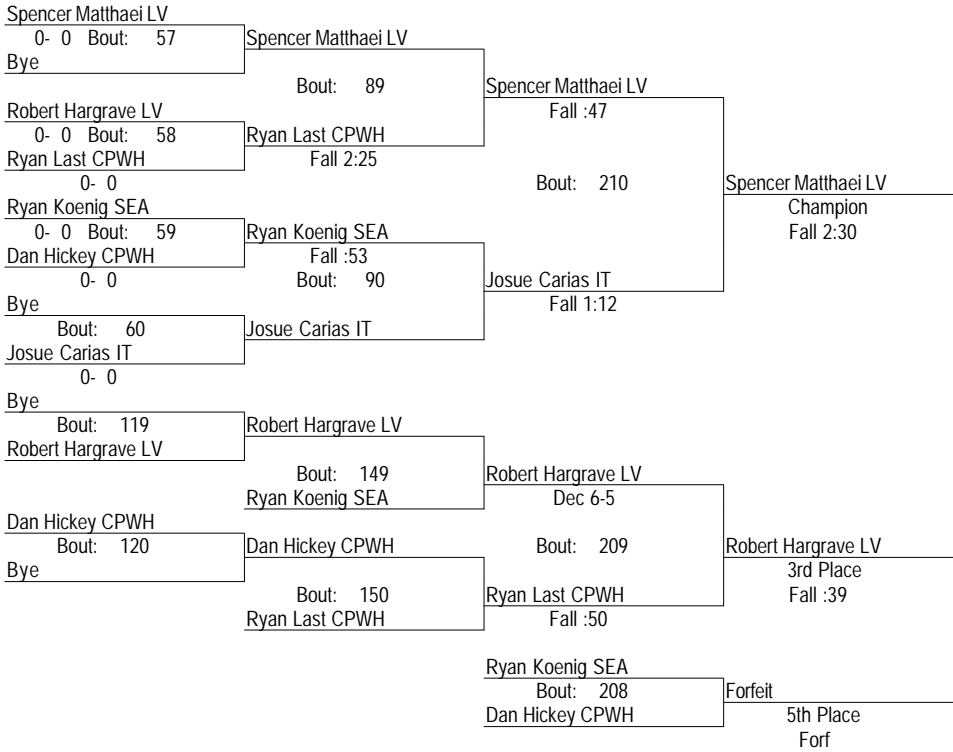 Spencer Matthaei LV
0- 0 Bout: 57
Bye
Spencer Matthaei LV
Bout: 89
Robert Hargrave LV
0- 0 Bout: 58
Ryan Last CPWH
0- 0
Ryan Last CPWH
Fall 2:25
Spencer Matthaei LV
Fall :47
Bout: 210
Ryan Koenig SEA
0- 0 Bout: 59
Dan Hickey CPWH
0- 0
Ryan Koenig SEA
Fall :53
Bout: 90
Bye
Bout: 60
Josue Carias IT
0- 0
Josue Carias IT
Josue Carias IT
Fall 1:12
Spencer Matthaei LV
Champion
Fall 2:30
Bye
Bout: 119
Robert Hargrave LV
Robert Hargrave LV
Bout: 149
Ryan Koenig SEA
Robert Hargrave LV
Dec 6-5
Bout: 209
Dan Hickey CPWH
Bout: 120
Bye
Dan Hickey CPWH
Bout: 150
Ryan Last CPWH
Ryan Last CPWH
Fall :50
Robert Hargrave LV
3rd Place
Fall :39
Ryan Koenig SEA
Bout: 208
Dan Hickey CPWH
Forfeit
5th Place
Forf